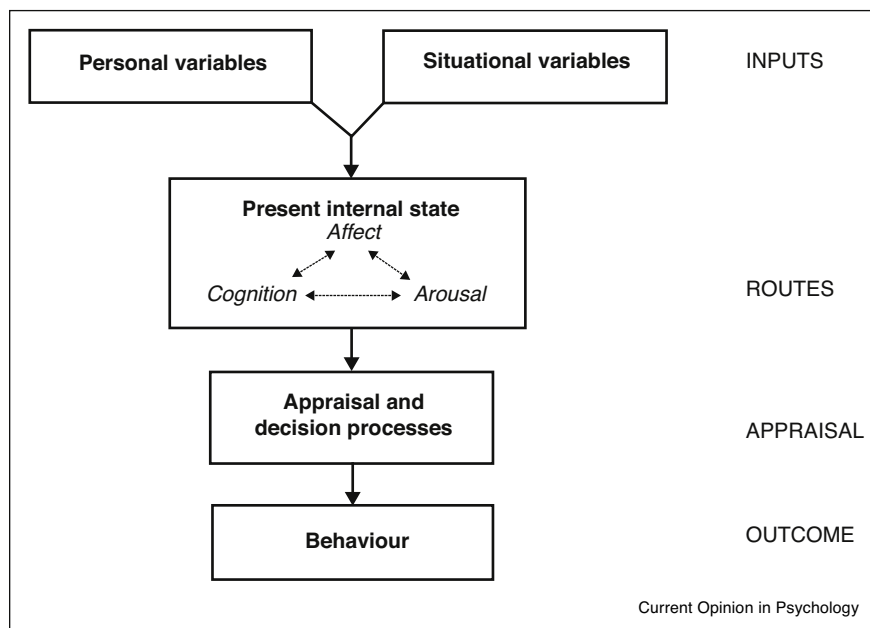 Personal variables
Situational variables
INPUTS
Present internal state
Affect
Cognition
Arousal
ROUTES
Appraisal and
decision processes
APPRAISAL
Behaviour
OUTCOME
Current Opinion in Psychology